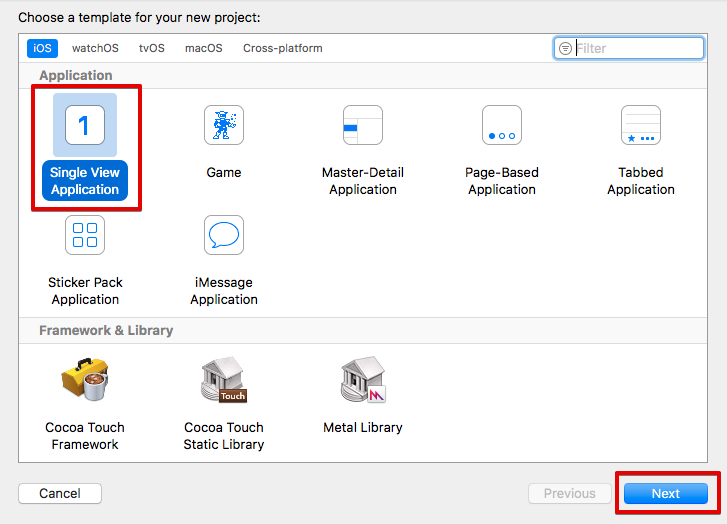 Choose a template for your new project:
iOS watchOS tvOS macOS Cross-platform Filter
Application
1
Single View Application
Game
Master-Detail Application
Page-Based Application
Tabbed Application
Sticker Pack Application
iMessage Application
Framework & Library
Touch
Cocoa Touch Framework
Cocoa Touch Static Library
Metal Library
Cancel Previous Next